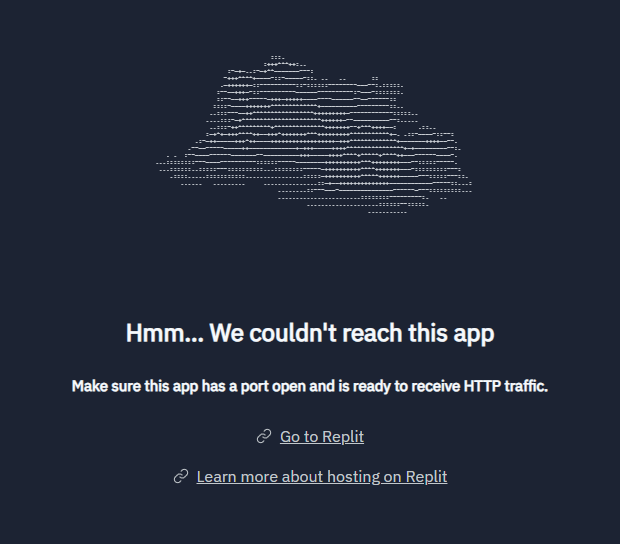 Hmm... We couldn't reach this app
Make sure this app has a port open and is ready to receive HTTP traffic.
Go to Replit
Learn more about hosting on Replit